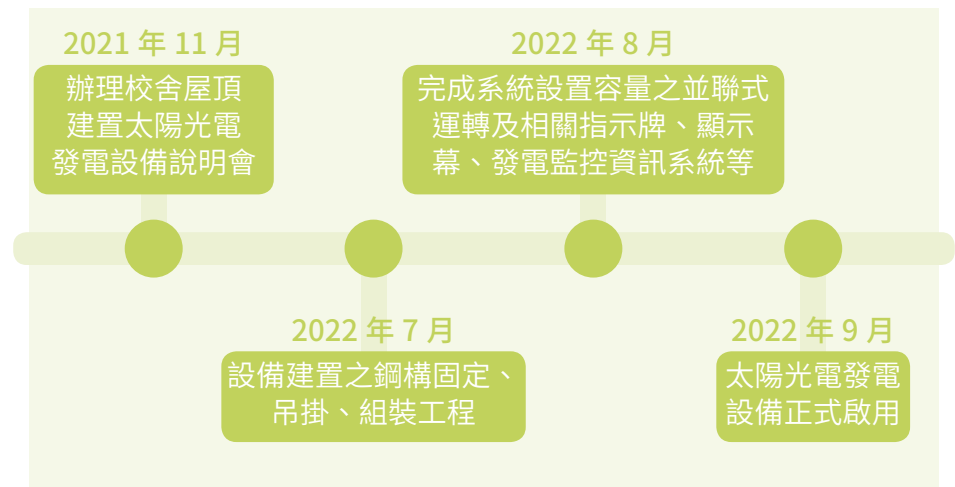 2021 年 11 月
辦理校舍屋頂
建置太陽光電
發電設備說明會
2022 年 7 月
設備建置之鋼構固定、
吊掛、組裝工程
2022 年 8 月
完成系統設置容量之並聯式
運轉及相關指示牌、顯示
幕、發電監控資訊系統等
2022 年 9 月
太陽光電發電
設備正式啟用